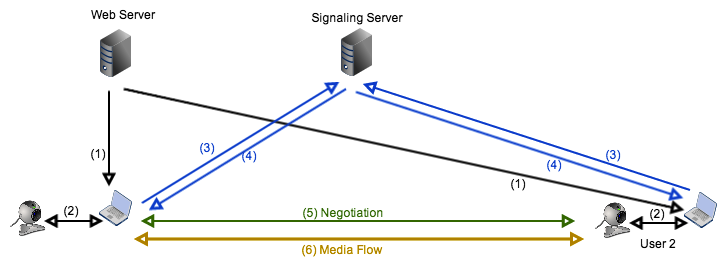 Web Server
Signaling Server
(1)
(3)
(4)
(4)
(3)
(1)
(2)
(5) Negotiation
(2)
(6) Media Flow
User 2